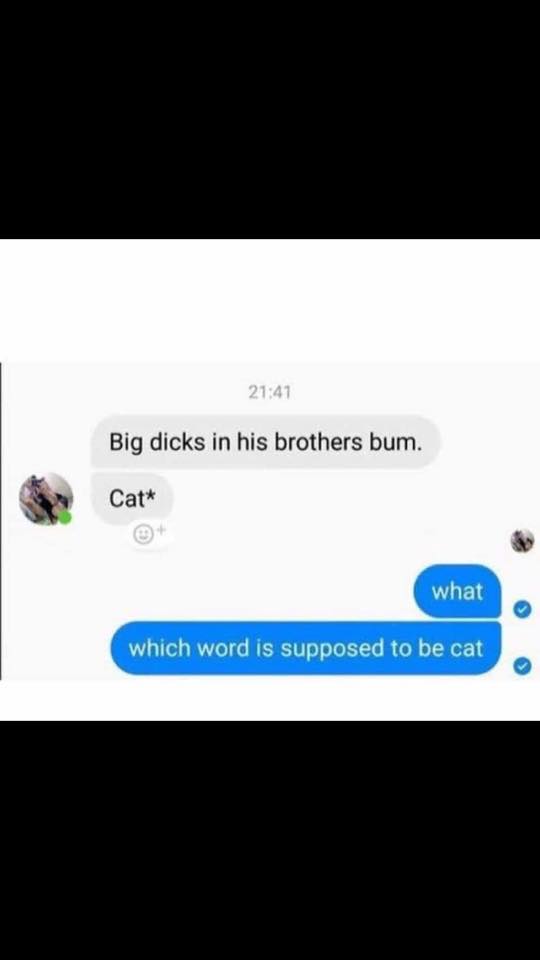 21:41
Big dicks in his brothers bum.
Cat*
what
which word is supposed to be cat